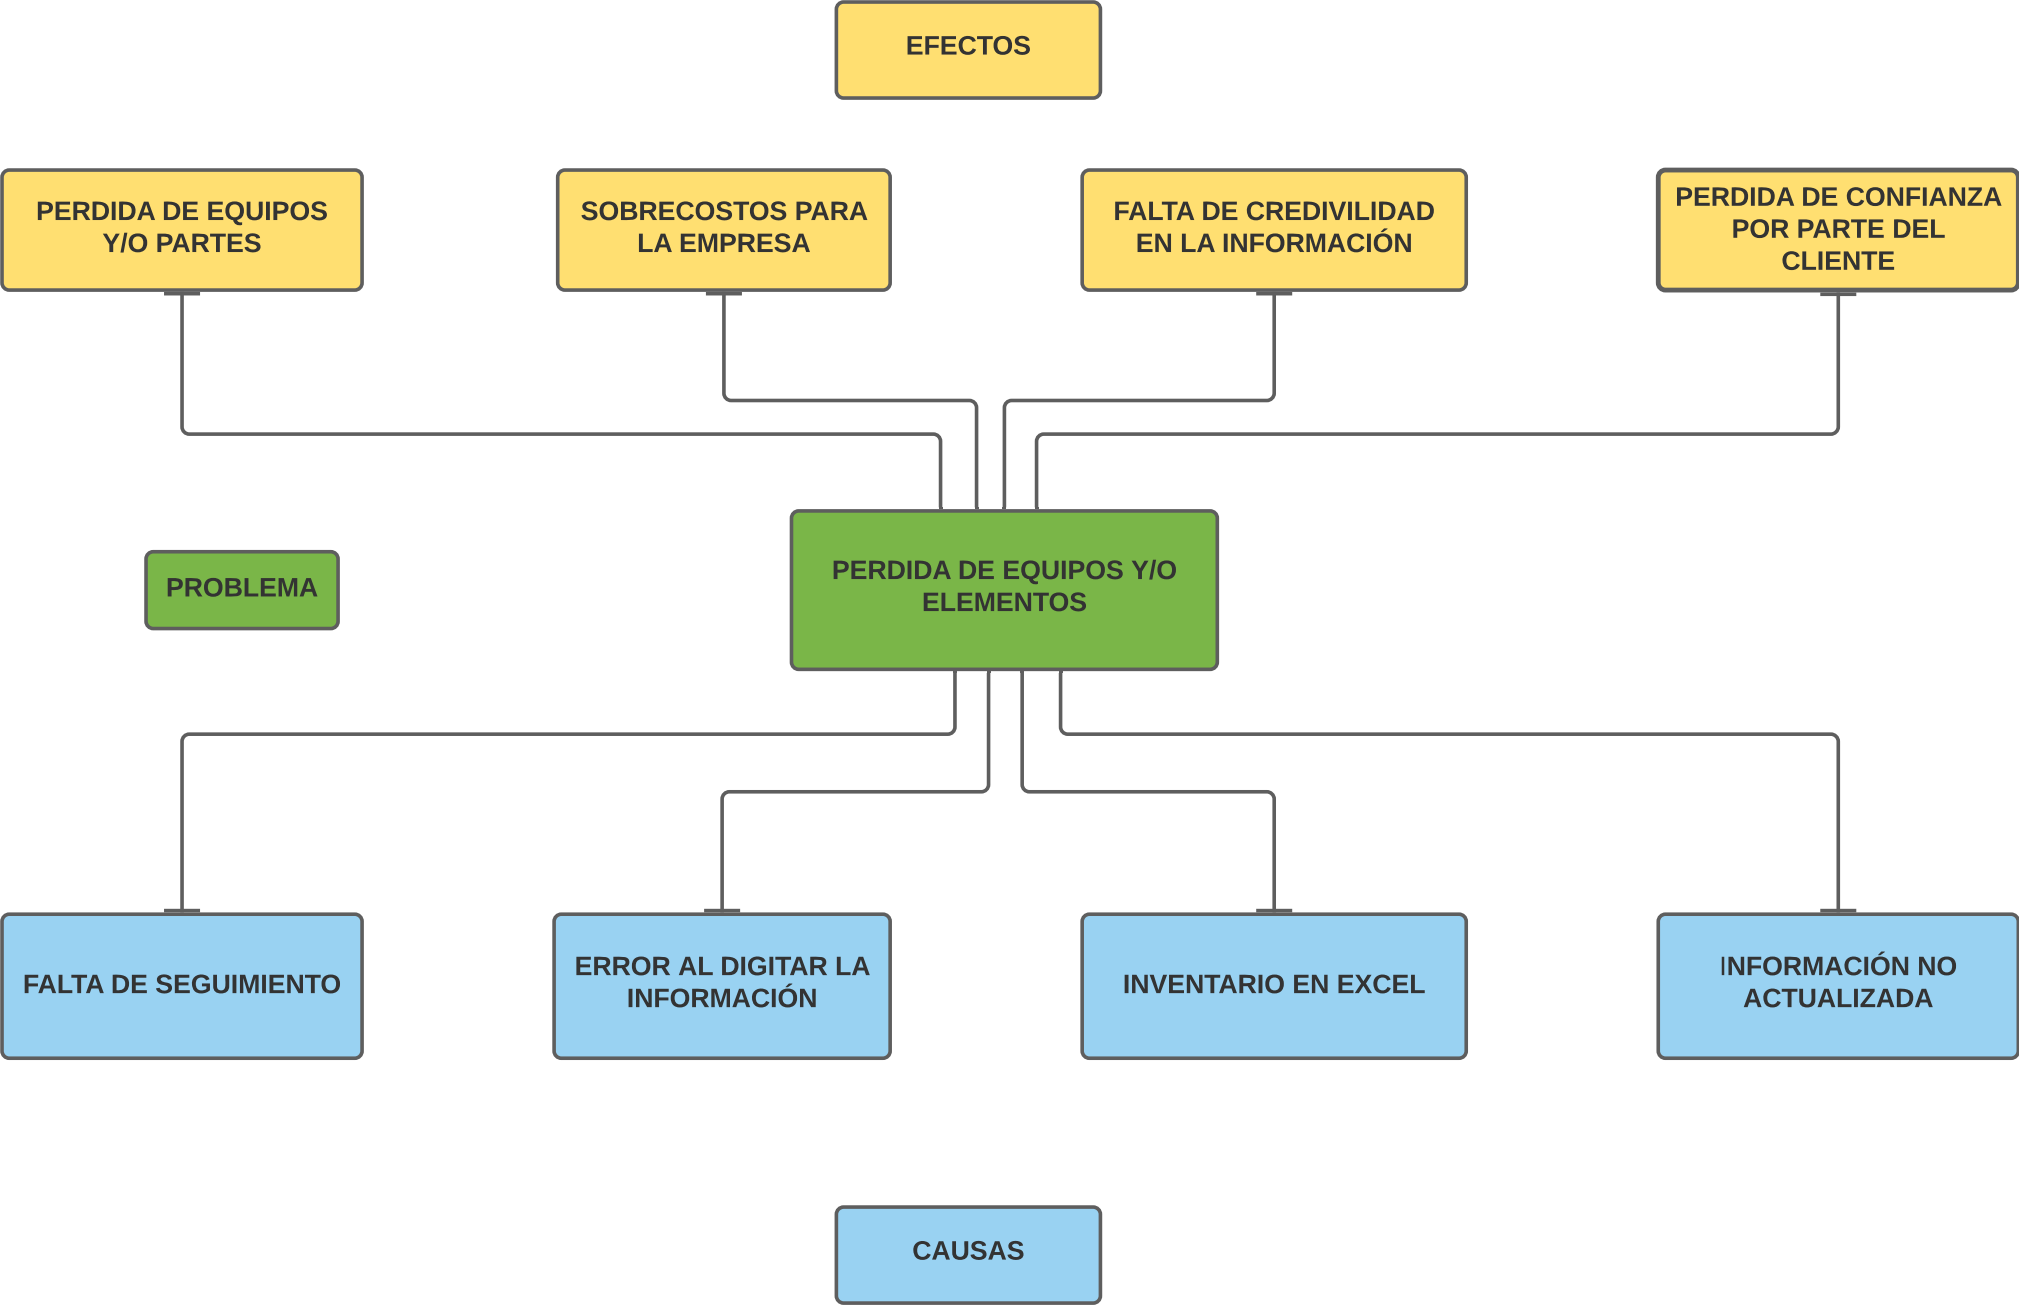 EFECTOS
PERDIDA DE EQUIPOS
Y/O PARTES
SOBRECOSTOS PARA
LA EMPRESA
FALTA DE CREDIVILIDAD
EN LA INFORMACIÓN
PERDIDA DE CONFIANZA
POR PARTE DEL
CLIENTE
PROBLEMA
PERDIDA DE EQUIPOS Y/O
ELEMENTOS
FALTA DE SEGUIMIENTO
ERROR AL DIGITAR LA
INFORMACIÓN
INVENTARIO EN EXCEL
INFORMACIÓN NO
ACTUALIZADA
CAUSAS